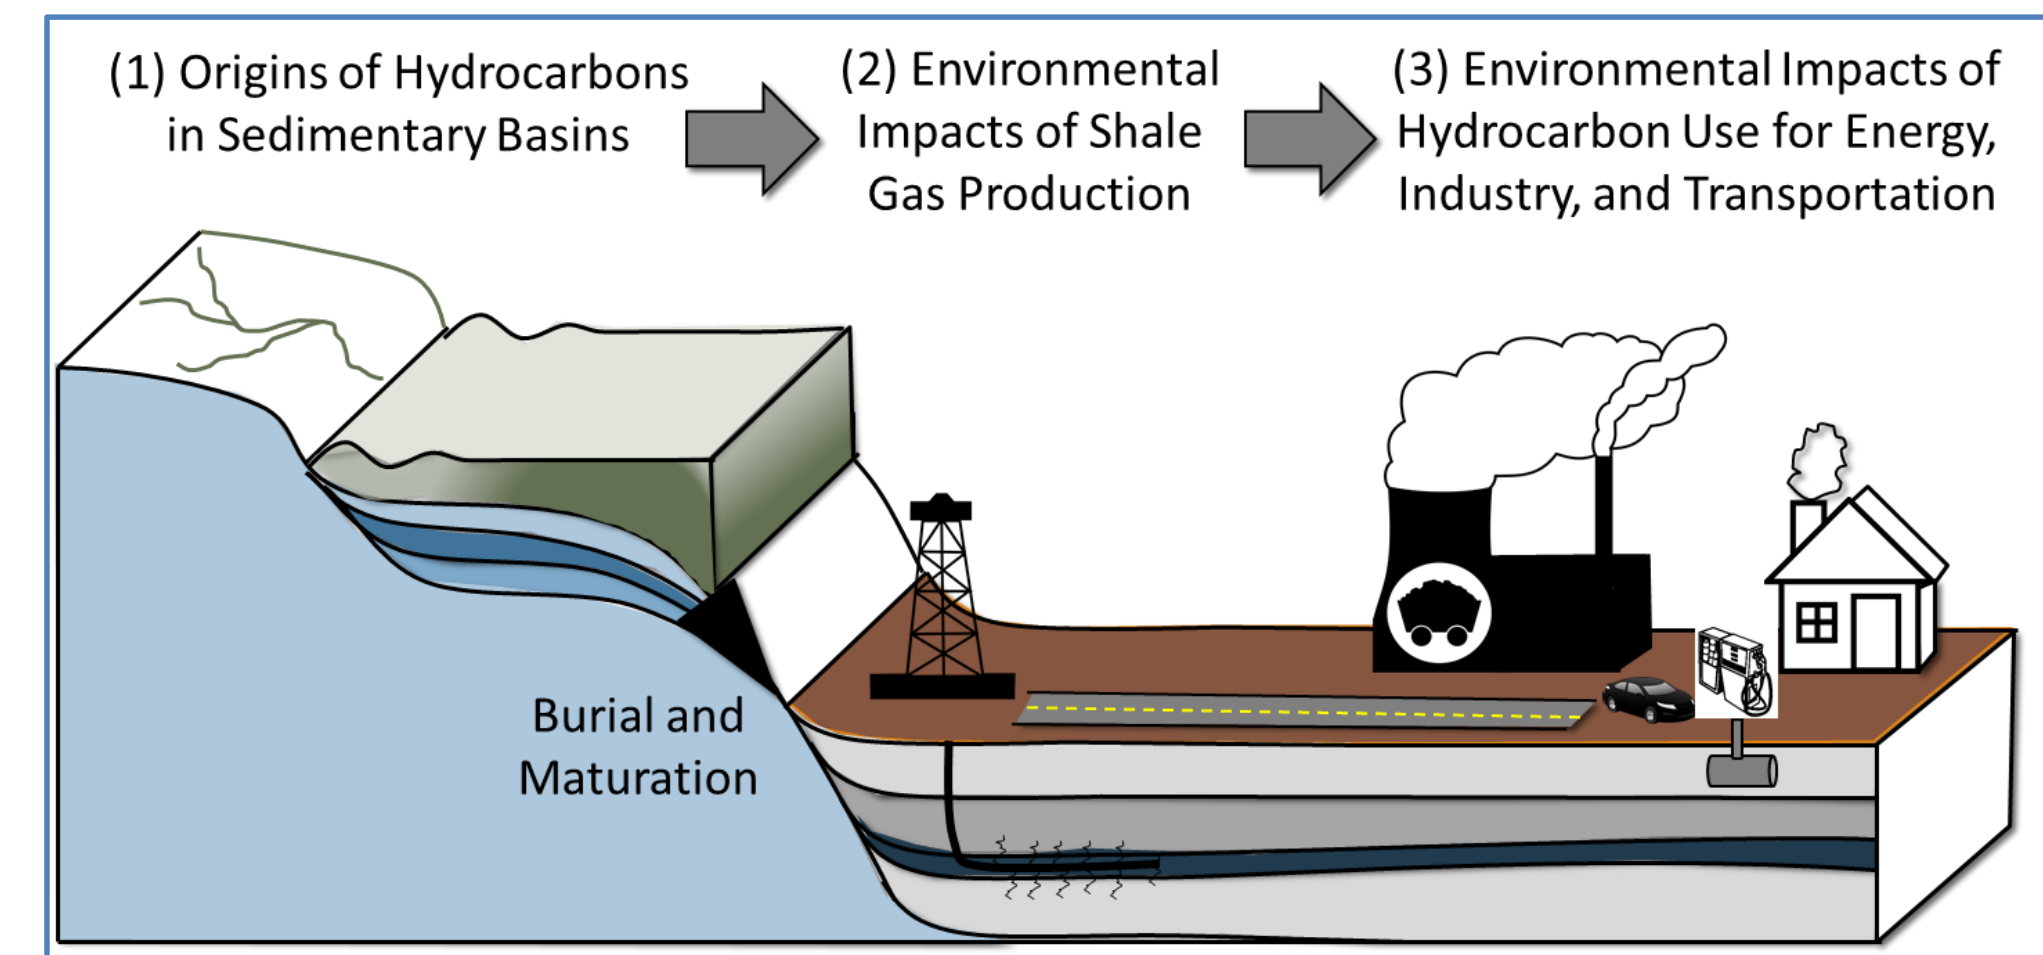 (1) Origins of Hydrocarbons
in Sedimentary Basins
(2) Environmental
Impacts of Shale
Gas Production
(3) Environmental Impacts of
Hydrocarbon Use for Energy,
Industry, and Transportation
Burial and
Maturation